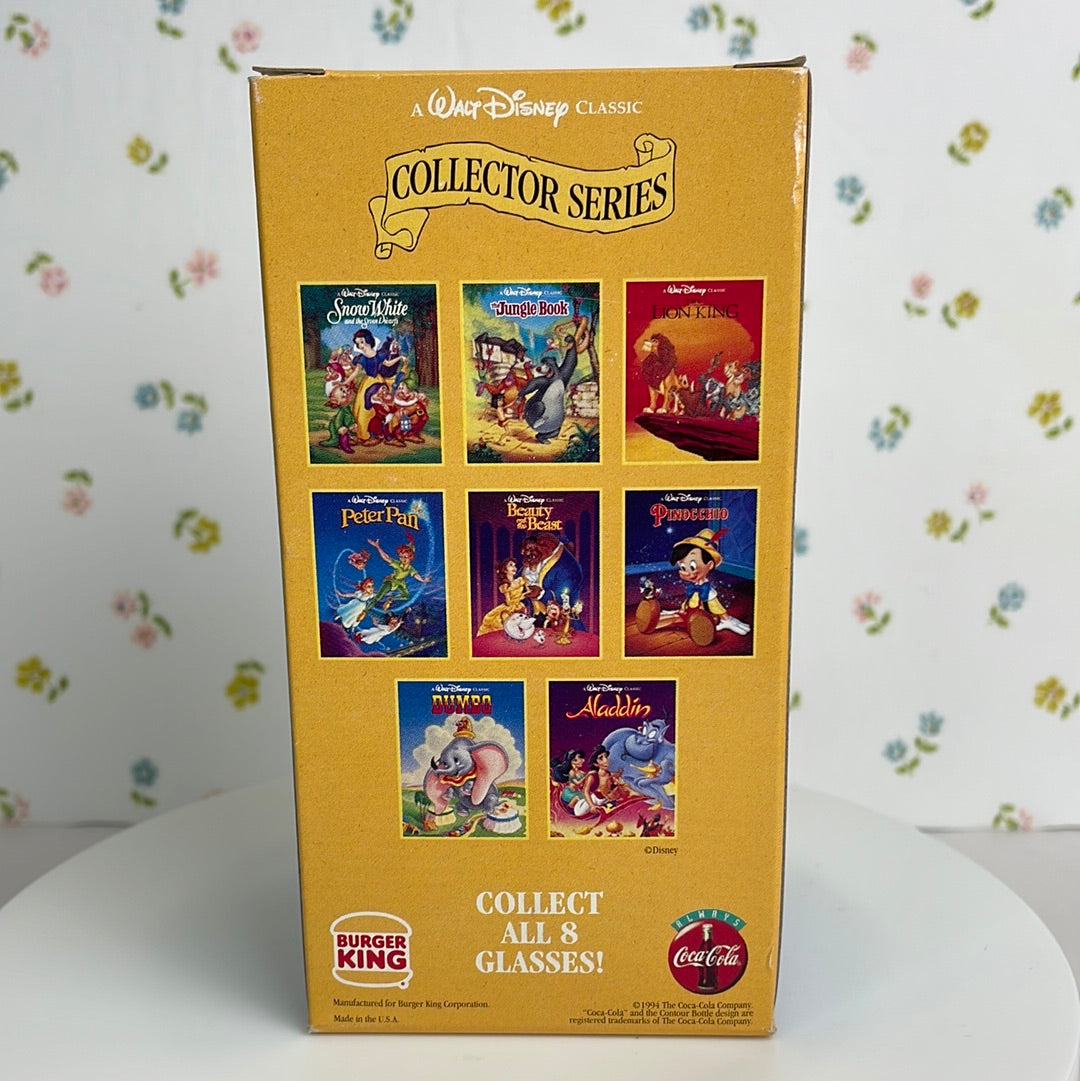 A Walt Disney CLASSIC
COLLECTOR SERIES
A Walt Disney CLASSIC
Snow White
and the Seven Dwarfs
A Walt Disney CLASSIC
The Jungle Book
A Walt Disney CLASSIC
LION KING
A Walt Disney CLASSIC
Peter Pan
A Walt Disney CLASSIC
Beauty
and the
Beast
A Walt Disney CLASSIC
PINOCCHIO
A Walt Disney CLASSIC
DUMBO
A Walt Disney CLASSIC
Aladdin
©Disney
COLLECT
ALL 8
GLASSES!
BURGER
KING
ALWAYS
Coca-Cola
Manufactured for Burger King Corporation.
Made in the U.S.A.
©1994 The Coca-Cola Company.
"Coca-Cola" and the Contour Bottle design are
registered trademarks of The Coca-Cola Company.